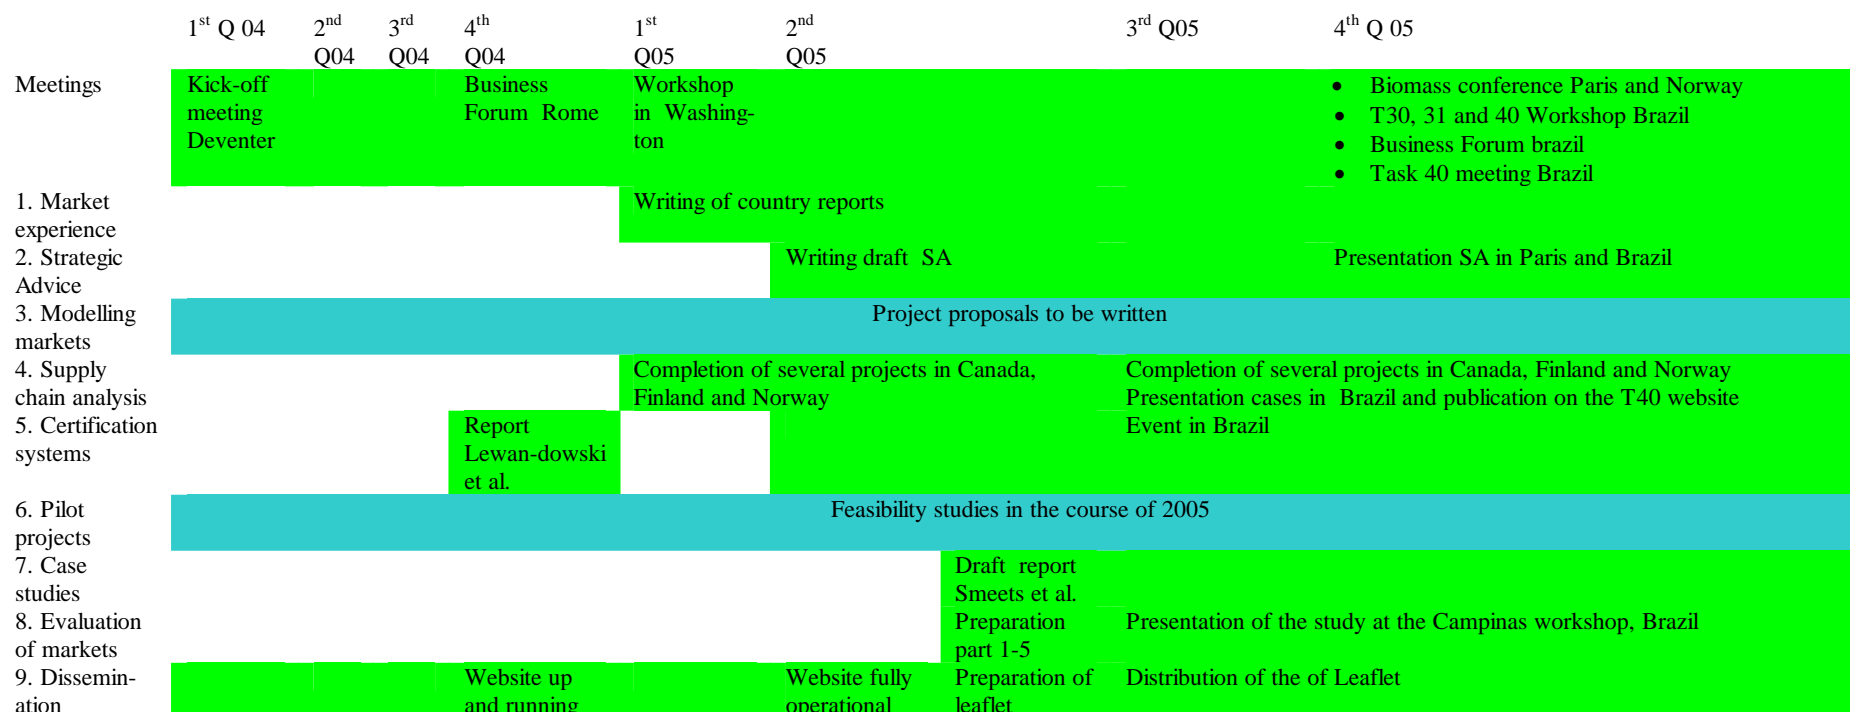 1st Q 04 2nd Q04 3rd Q04 4th Q04 1st Q05 2nd Q05 3rd Q05 4th Q 05
Meetings
Kick-off
meeting
Deventer
Business
Forum Rome
Workshop
in Washing-
ton
• Biomass conference Paris and Norway
• T30, 31 and 40 Workshop Brazil
• Business Forum brazil
• Task 40 meeting Brazil
1. Market
experience
Writing of country reports
2. Strategic
Advice
Writing draft SA
Presentation SA in Paris and Brazil
3. Modelling
markets
Project proposals to be written
4. Supply
chain analysis
Completion of several projects in Canada,
Finland and Norway
Completion of several projects in Canada, Finland and Norway
Presentation cases in Brazil and publication on the T40 website
5. Certification
systems
Report
Lewan-dowski
et al.
Event in Brazil
6. Pilot
projects
Feasibility studies in the course of 2005
7. Case
studies
Draft report
Smeets et al.
8. Evaluation
of markets
Preparation
part 1-5
Presentation of the study at the Campinas workshop, Brazil
9. Dissemin-
ation
Website up
and running
Website fully
operational
Preparation of
leaflet
Distribution of the of Leaflet